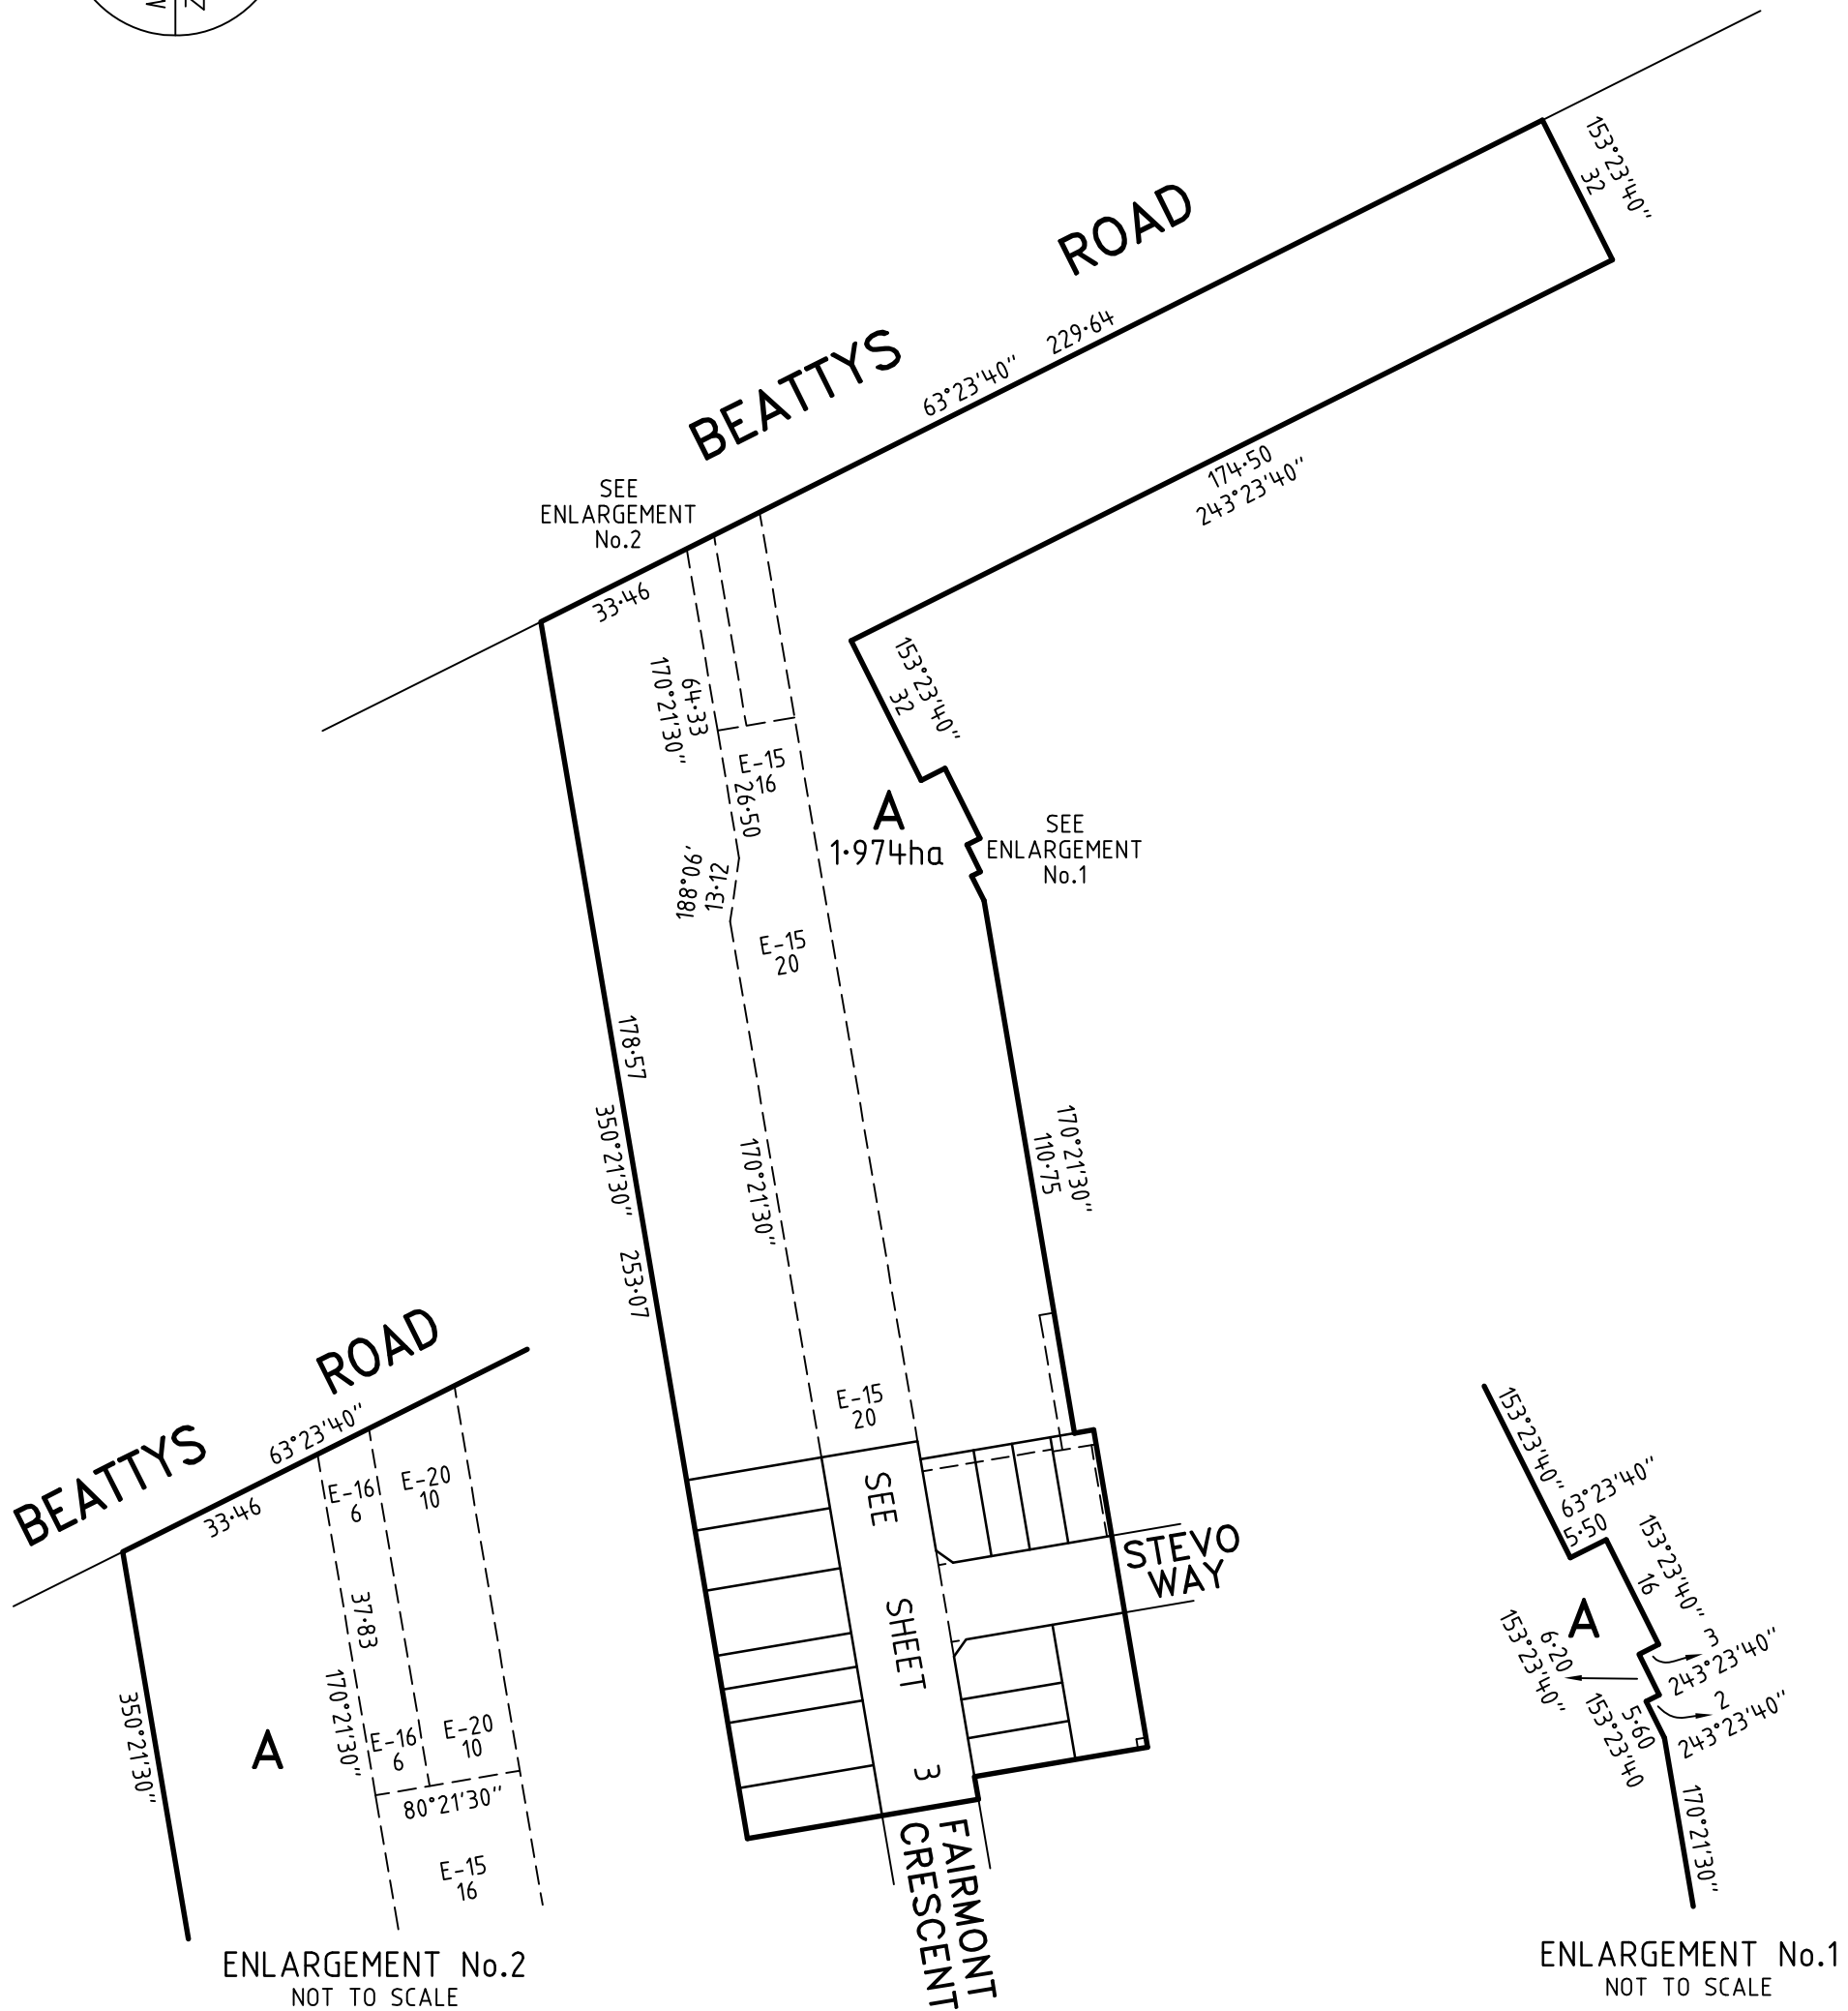 W
N
BEATTYS ROAD
153°23'40"
32
63°23'40"
229·64
174·50
243°23'40"
SEE
ENLARGEMENT
No.2
33·46
153°23'40"
32
64·33
170°21'30"
E-15
16
26·50
A
1·974ha
SEE
ENLARGEMENT
No.1
188°06'
13·12
E-15
20
178·57
350°21'30"
253·07
170°21'30"
170°21'30"
110·75
E-15
20
SEE
SHEET
3
STEVO
WAY
FAIRMONT
CRESCENT
BEATTYS ROAD
63°23'40"
33·46
E-16
6
E-20
10
37·83
170°21'30"
350°21'30"
A
E-16
6
E-20
10
80°21'30"
E-15
16
ENLARGEMENT No.2
NOT TO SCALE
153°23'40"
63°23'40"
5·50
153°23'40"
16
A
3
243°23'40"
6·20
153°23'40"
2
243°23'40"
5·60
153°23'40
170°21'30"
ENLARGEMENT No.1
NOT TO SCALE